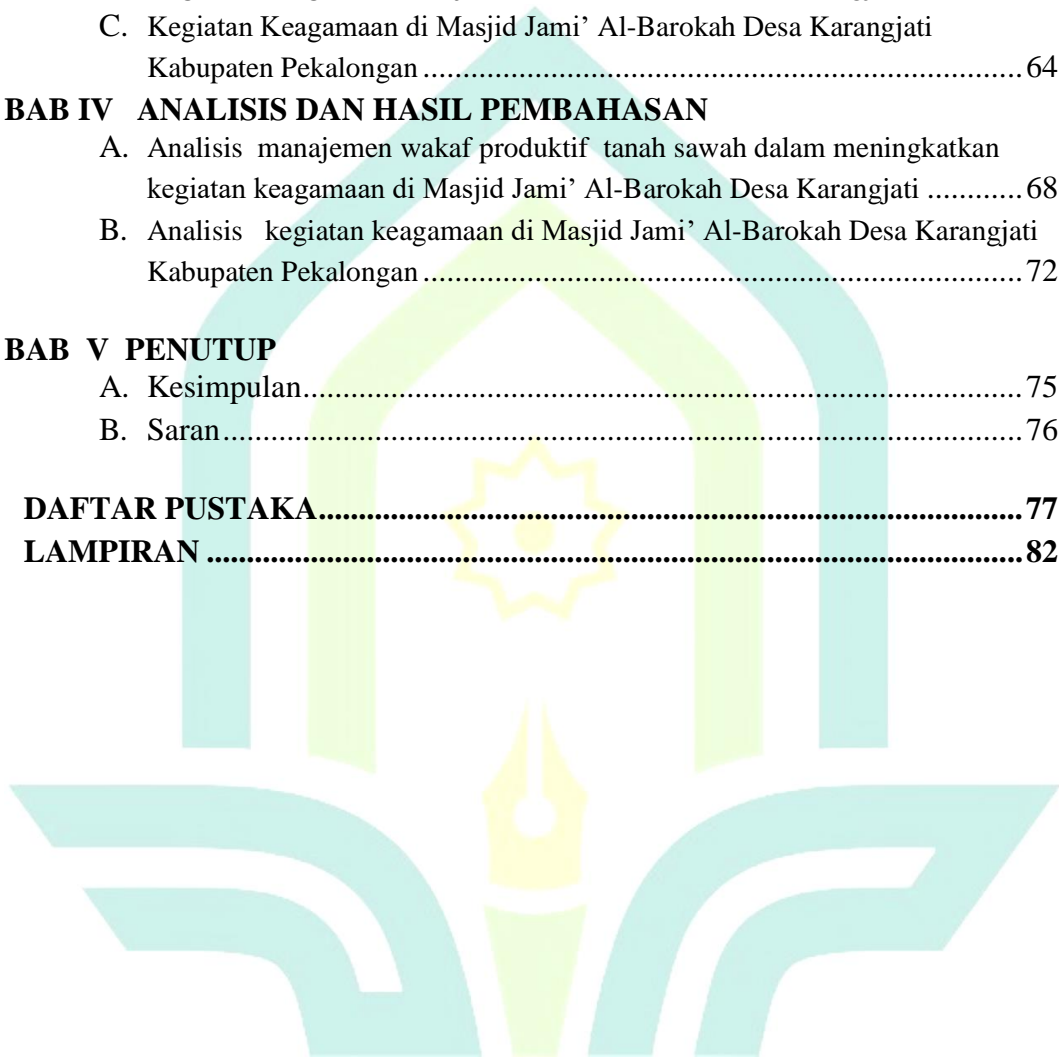 C. Kegiatan Keagamaan di Masjid Jami’ Al-Barokah Desa Karangjati
Kabupaten Pekalongan ........................................................................ 64
BAB IV ANALISIS DAN HASIL PEMBAHASAN
A. Analisis manajemen wakaf produktif tanah sawah dalam meningkatkan
kegiatan keagamaan di Masjid Jami’ Al-Barokah Desa Karangjati ............ 68
B. Analisis kegiatan keagamaan di Masjid Jami’ Al-Barokah Desa Karangjati
Kabupaten Pekalongan ........................................................................ 72
BAB V PENUTUP
A. Kesimpulan ........................................................................ 75
B. Saran ........................................................................ 76
DAFTAR PUSTAKA ........................................................................ 77
LAMPIRAN ........................................................................ 82